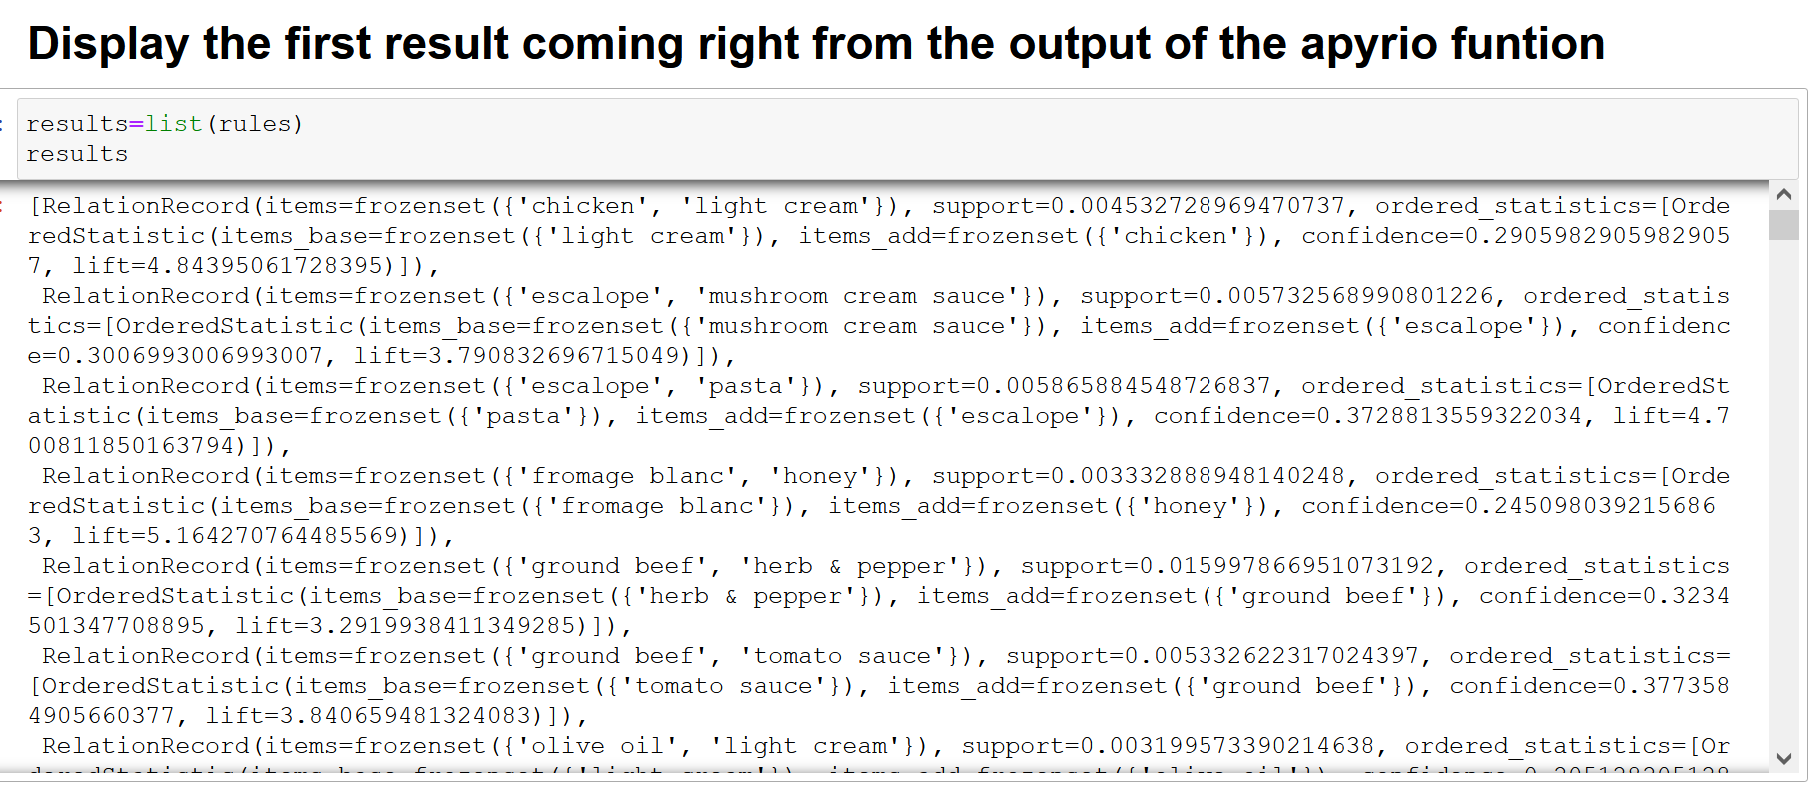 Display the first result coming right from the output of the apyrio funtion
: results=list(rules)
results
: [RelationRecord(items=frozenset({'chicken', 'light cream'}), support=0.004532728969470737, ordered_statistics=[Orde
redStatistic(items_base=frozenset({'light cream'}), items_add=frozenset({'chicken'}), confidence=0.2905982905982905
7, lift=4.84395061728395)]),
RelationRecord(items=frozenset({'escalope', 'mushroom cream sauce'}), support=0.005732568990801226, ordered_statis
tics=[OrderedStatistic(items_base=frozenset({'mushroom cream sauce'}), items_add=frozenset({'escalope'}), confidenc
e=0.3006993006993007, lift=3.790832696715049)]),
RelationRecord(items=frozenset({'escalope', 'pasta'}), support=0.005865884548726837, ordered_statistics=[OrderedSt
atistic(items_base=frozenset({'pasta'}), items_add=frozenset({'escalope'}), confidence=0.3728813559322034, lift=4.7
00811850163794)]),
RelationRecord(items=frozenset({'fromage blanc', 'honey'}), support=0.003332888948140248, ordered_statistics=[Orde
redStatistic(items_base=frozenset({'fromage blanc'}), items_add=frozenset({'honey'}), confidence=0.245098039215686
3, lift=5.164270764485569)]),
RelationRecord(items=frozenset({'ground beef', 'herb & pepper'}), support=0.015997866951073192, ordered_statistics
=[OrderedStatistic(items_base=frozenset({'herb & pepper'}), items_add=frozenset({'ground beef'}), confidence=0.3234
501347708895, lift=3.2919938411349285)]),
RelationRecord(items=frozenset({'ground beef', 'tomato sauce'}), support=0.005332622317024397, ordered_statistics=
[OrderedStatistic(items_base=frozenset({'tomato sauce'}), items_add=frozenset({'ground beef'}), confidence=0.377358
4905660377, lift=3.840659481324083)]),
RelationRecord(items=frozenset({'olive oil', 'light cream'}), support=0.003199573390214638, ordered_statistics=[Or